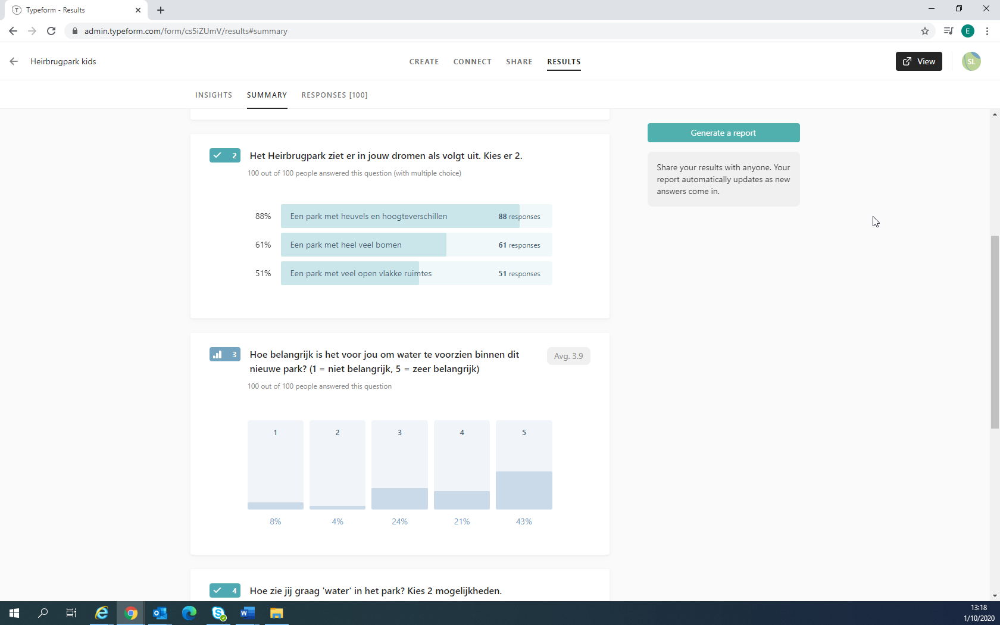 Typeform - Results
admin.typeform.com/form/cs5iZUmV/results#summary
E
Heirbrugpark kids
CREATE CONNECT SHARE RESULTS
View
SL
INSIGHTS SUMMARY RESPONSES [100]
Generate a report
Share your results with anyone. Your
report automatically updates as new
answers come in.
2 Het Heirbrugpark ziet er in jouw dromen als volgt uit. Kies er 2.
100 out of 100 people answered this question (with multiple choice)
88% Een park met heuvels en hoogteverschillen 88 responses
61% Een park met heel veel bomen 61 responses
51% Een park met veel open vlakke ruimtes 51 responses
3 Hoe belangrijk is het voor jou om water te voorzien binnen dit
nieuwe park? (1 = niet belangrijk, 5 = zeer belangrijk)
Avg. 3.9
100 out of 100 people answered this question
1 2 3 4 5
8% 4% 24% 21% 43%
4 Hoe zie jij graag 'water' in het park? Kies 2 mogelijkheden.
13:18
1/10/2020